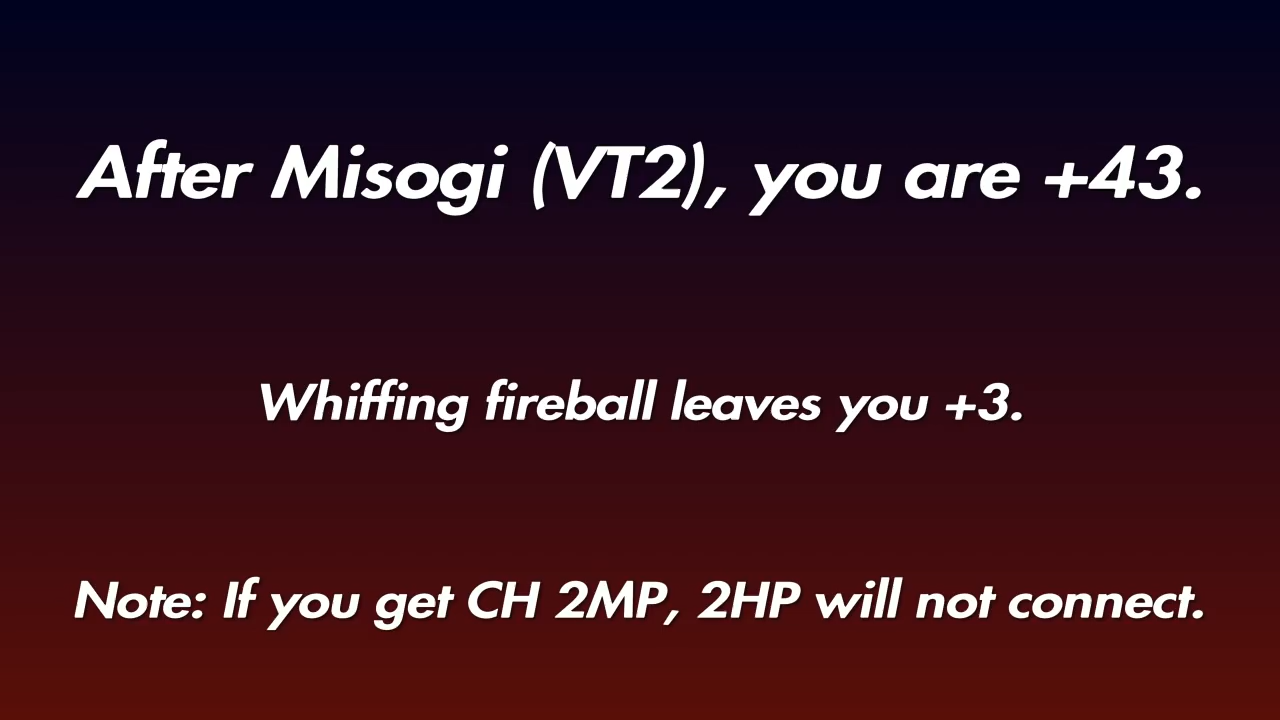 After Misogi (VT2), you are +43.
Whiffing fireball leaves you +3.
Note: If you get CH 2MP, 2HP will not connect.